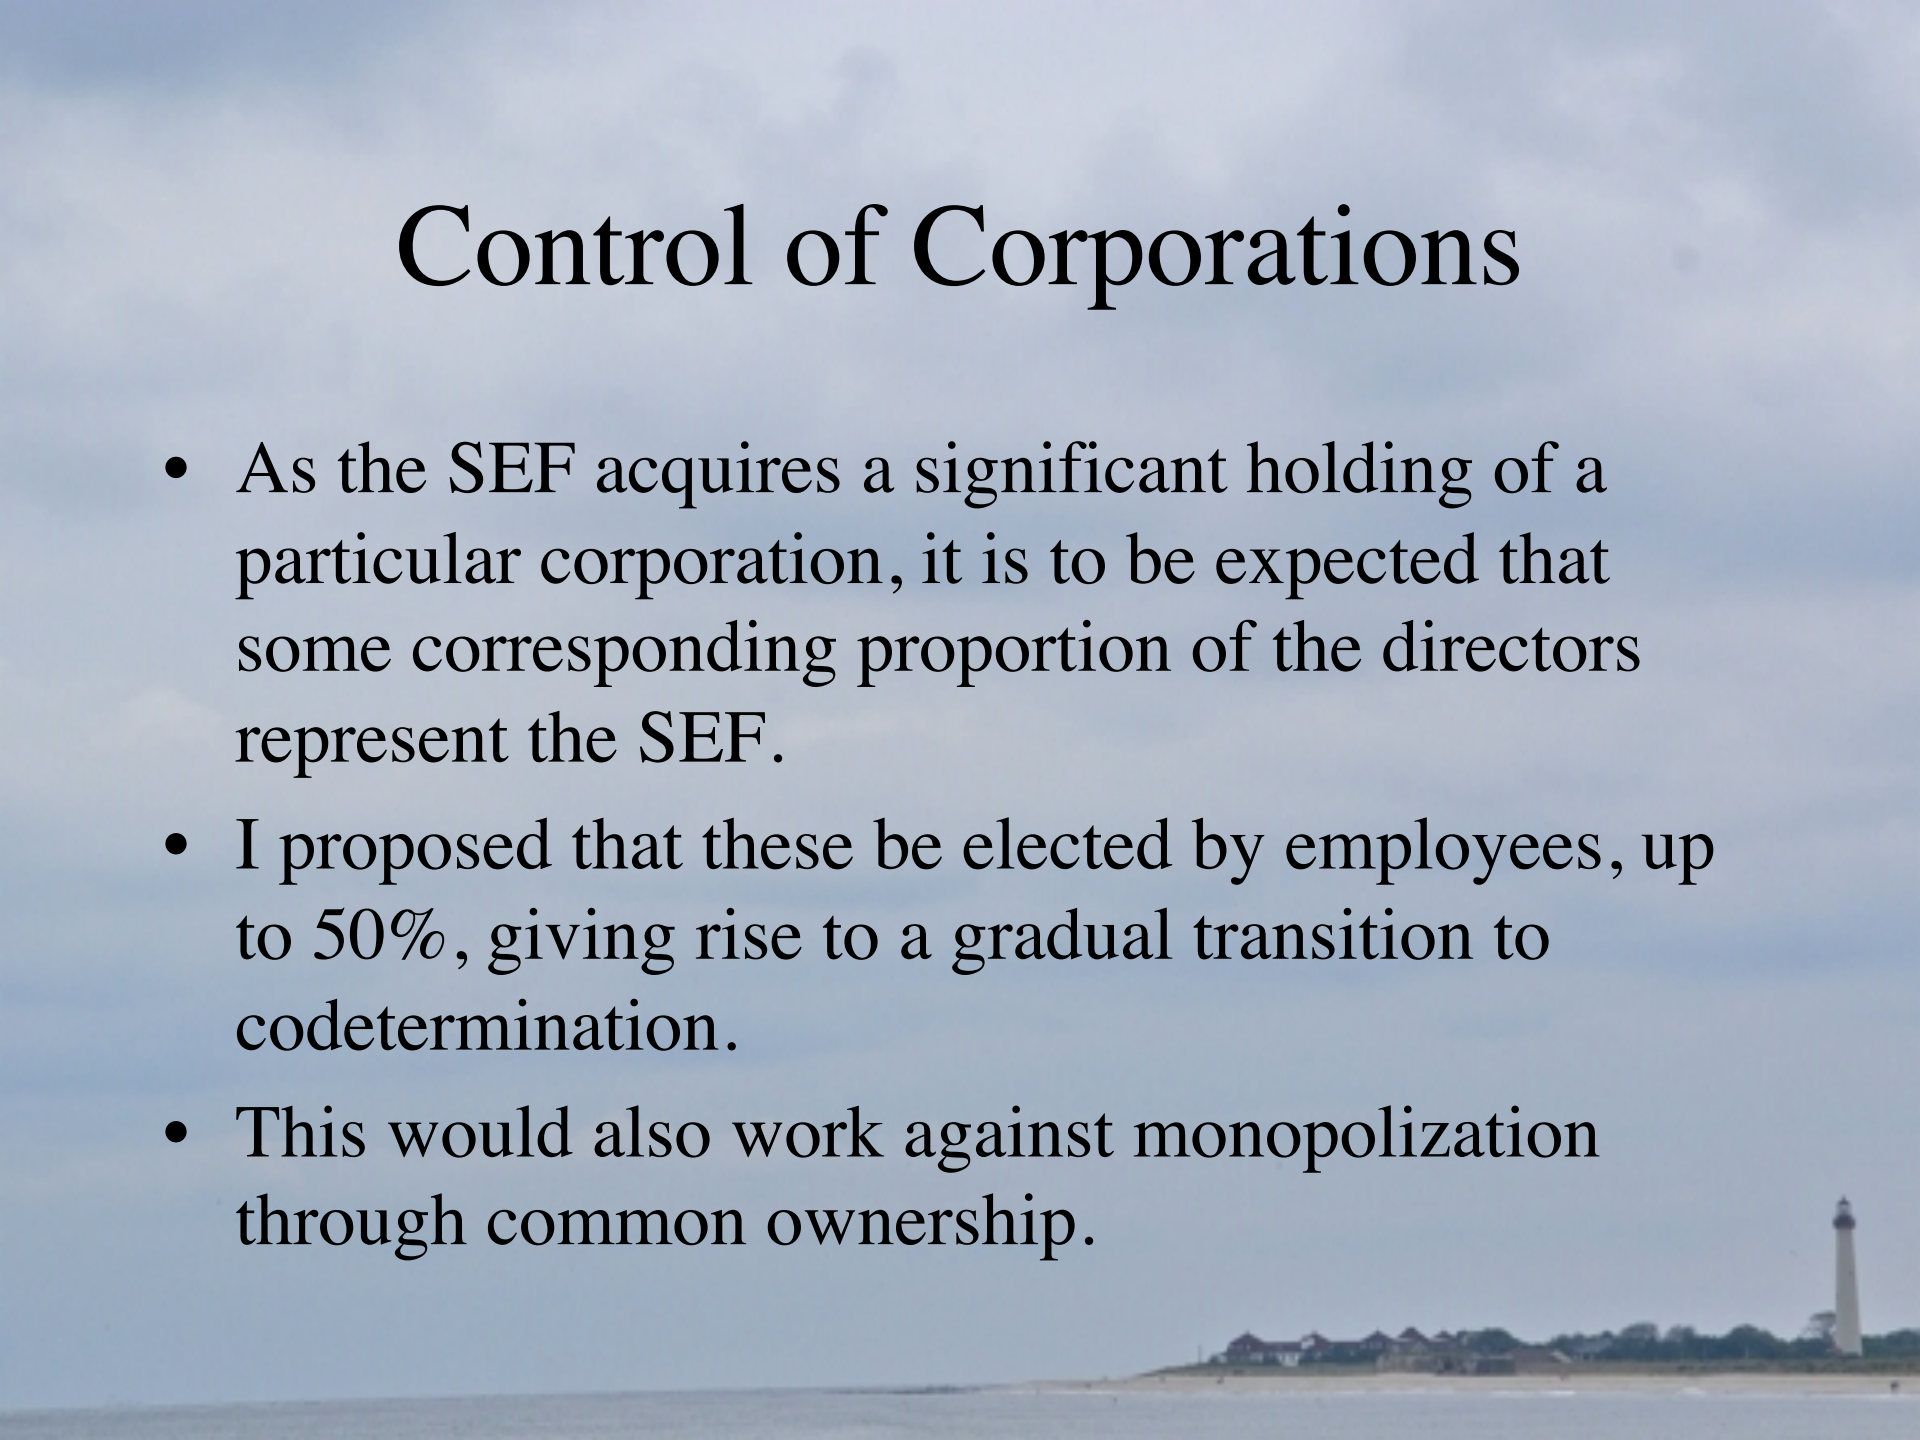 Control of Corporations
• As the SEF acquires a significant holding of a
particular corporation, it is to be expected that
some corresponding proportion of the directors
represent the SEF.
• I proposed that these be elected by employees, up
to 50%, giving rise to a gradual transition to
codetermination.
• This would also work against monopolization
through common ownership.